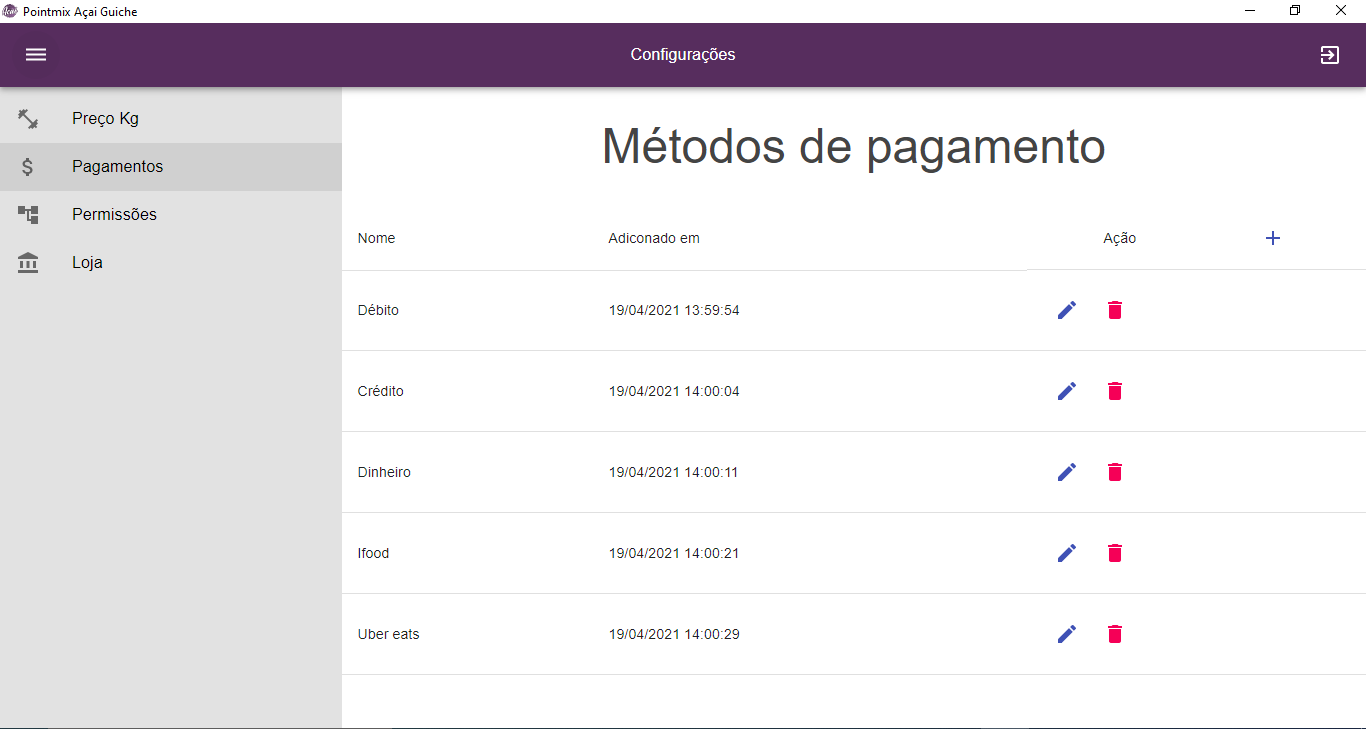 Pointmix Açai Guiche
Configurações
Preço Kg
Pagamentos
Permissões
Loja
Métodos de pagamento
Nome Adiconado em Ação
Débito 19/04/2021 13:59:54
Crédito 19/04/2021 14:00:04
Dinheiro 19/04/2021 14:00:11
Ifood 19/04/2021 14:00:21
Uber eats 19/04/2021 14:00:29